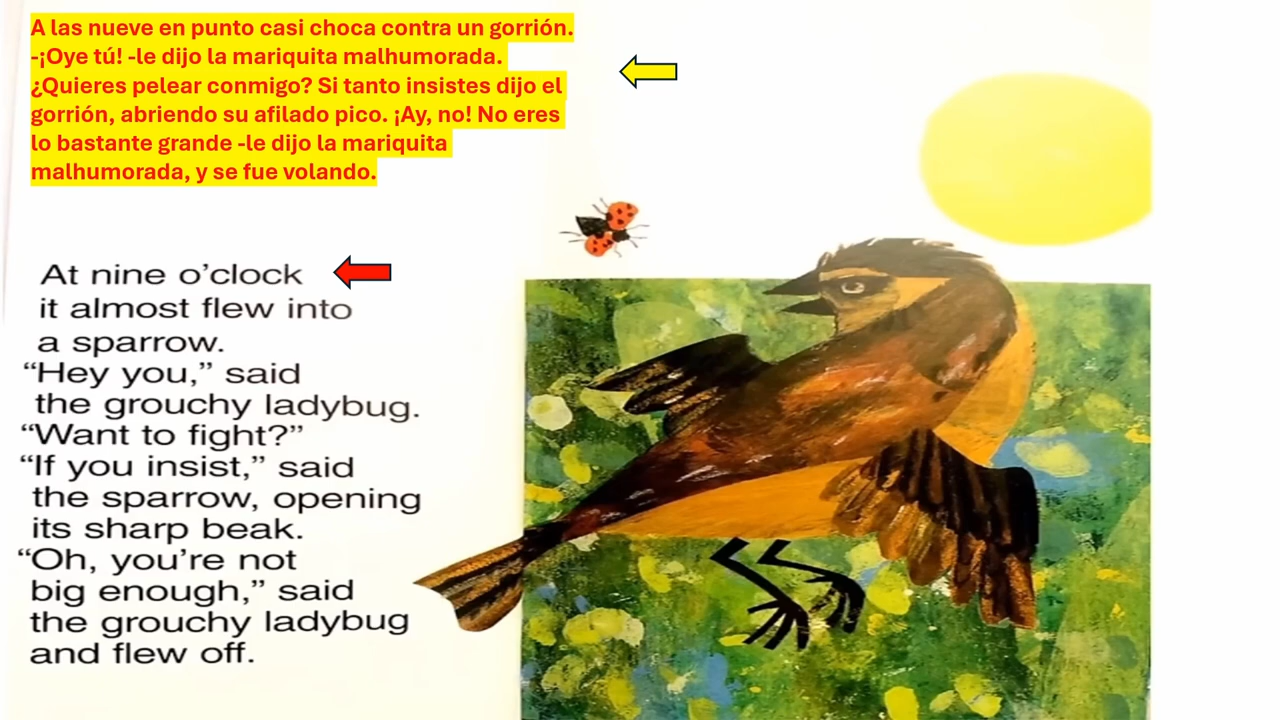 A las nueve en punto casi choca contra un gorrión.
-¡Oye tú! -le dijo la mariquita malhumorada.
¿Quieres pelear conmigo? Si tanto insistes dijo el
gorrión, abriendo su afilado pico. ¡Ay, no! No eres
lo bastante grande -le dijo la mariquita
malhumorada, y se fue volando.
At nine o’clock
it almost flew into
a sparrow.
“Hey you,” said
the grouchy ladybug.
“Want to fight?”
“If you insist,” said
the sparrow, opening
its sharp beak.
“Oh, you’re not
big enough,” said
the grouchy ladybug
and flew off.